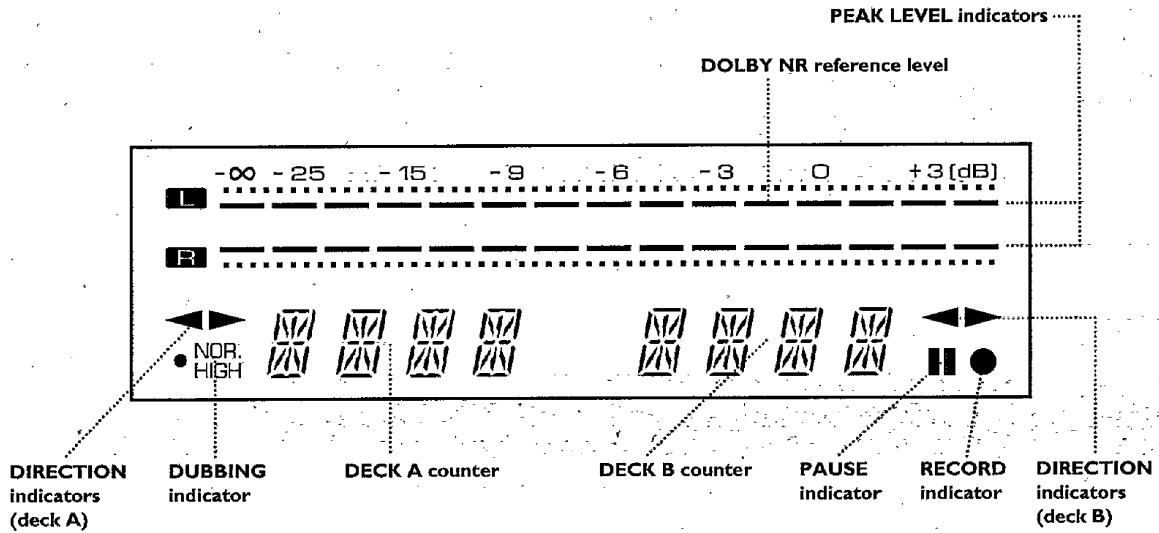 PEAK LEVEL indicators
DOLBY NR reference level
-∞ -25 -15 -9 -6 -3 0 +3 [dB]
L
R
NOR.
HIGH
DIRECTION
indicators
(deck A)
DUBBING
indicator
DECK A counter
DECK B counter
PAUSE
indicator
RECORD
indicator
DIRECTION
indicators
(deck B)